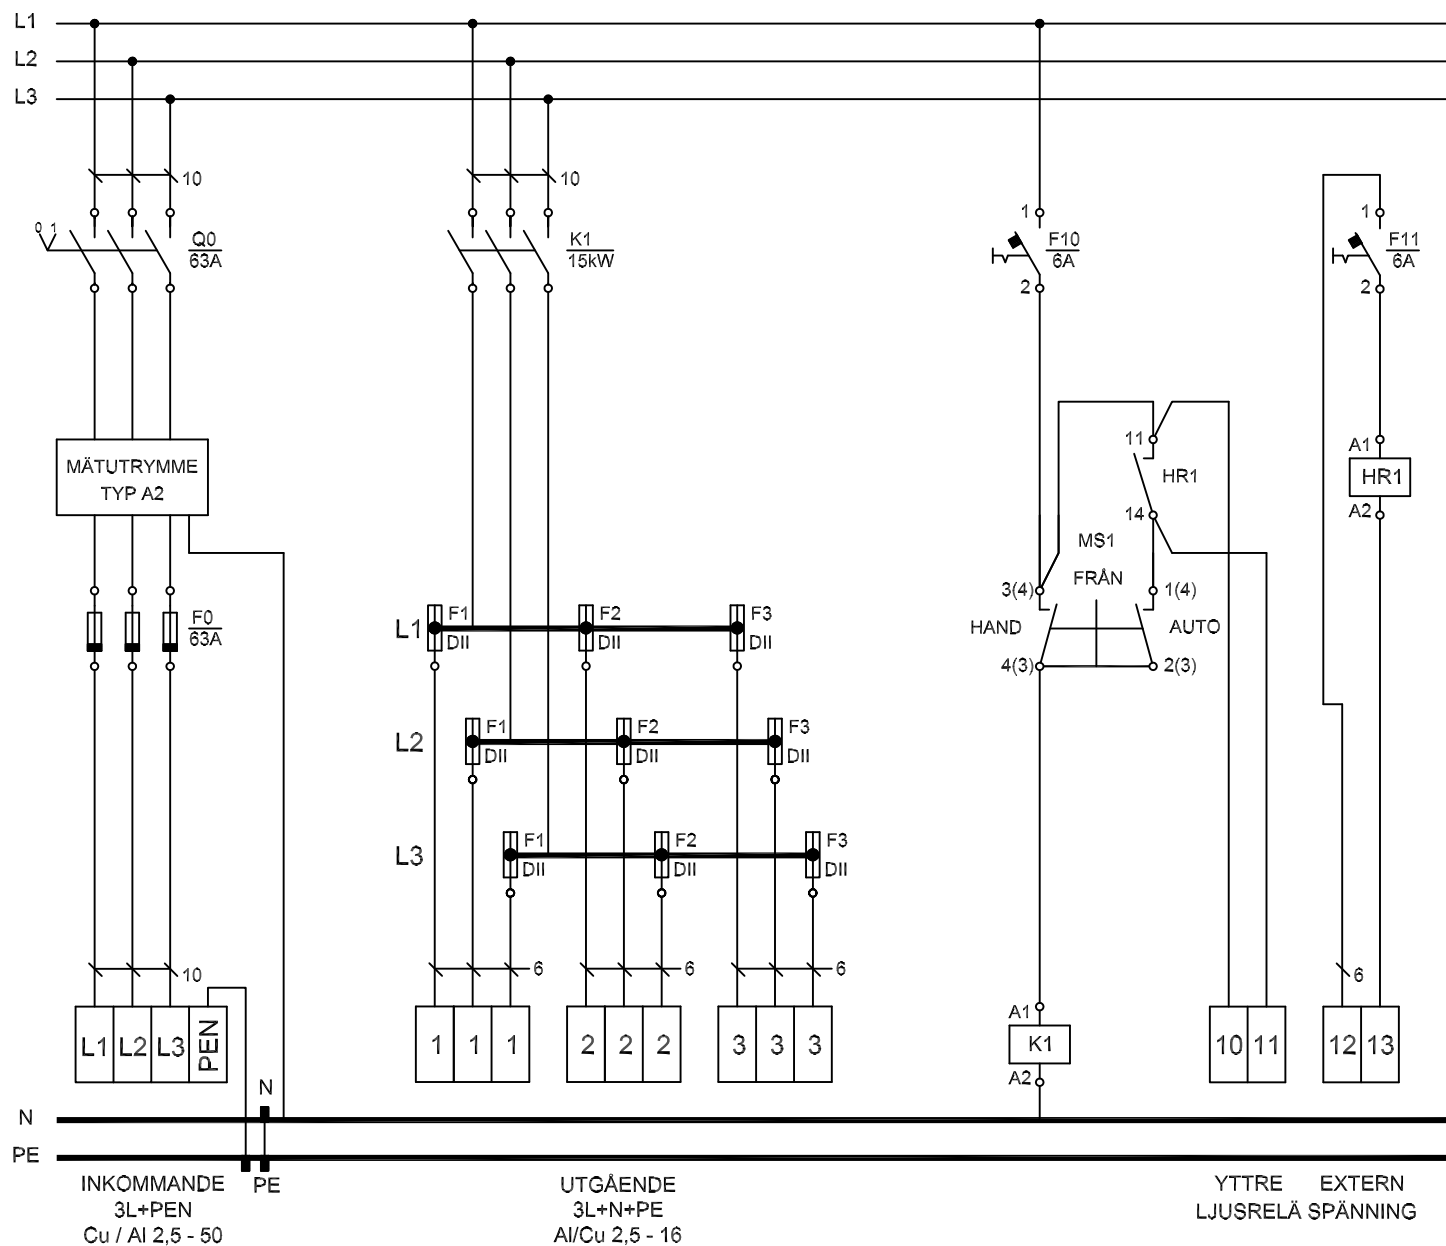 L1
L2
L3
10
10
0 1
Q0
63A
K1
15kW
1
F10
6A
2
1
F11
6A
2
MÄTUTRYMME
TYP A2
11
HR1
14
A1
HR1
A2
MS1
FRÅN
3(4)
1(4)
HAND
AUTO
4(3)
2(3)
F0
63A
L1
F1
DII
F2
DII
F3
DII
L2
F1
DII
F2
DII
F3
DII
L3
F1
DII
F2
DII
F3
DII
10
6
6
6
6
L1 L2 L3 PEN
1 1 1
2 2 2
3 3 3
A1
K1
A2
10 11
12 13
N
N
PE
PE
INKOMMANDE
3L+PEN
Cu / Al 2,5 - 50
UTGÅENDE
3L+N+PE
Al/Cu 2,5 - 16
YTTRE
LJUSRELÄ
EXTERN
SPÄNNING